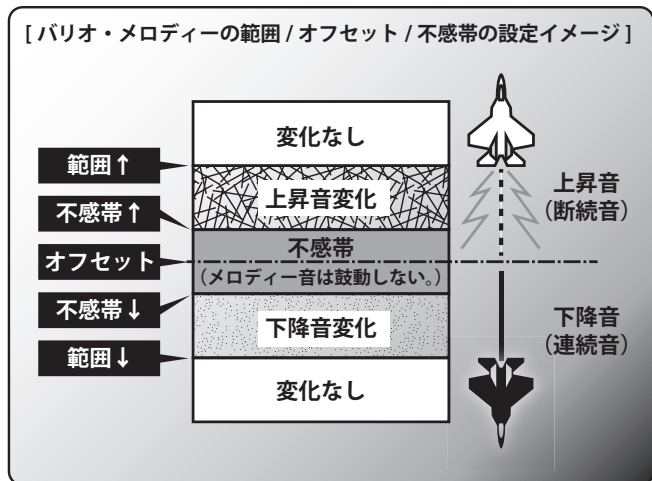 [ バリオ・メロディーの範囲 / オフセット / 不感帯の設定イメージ ]
変化なし
範囲↑
上昇音変化
上昇音
（断続音）
不感帯↑
不感帯
オフセット
（メロディー音は鼓動しない。）
不感帯↓
下降音変化
下降音
（連続音）
範囲↓
変化なし